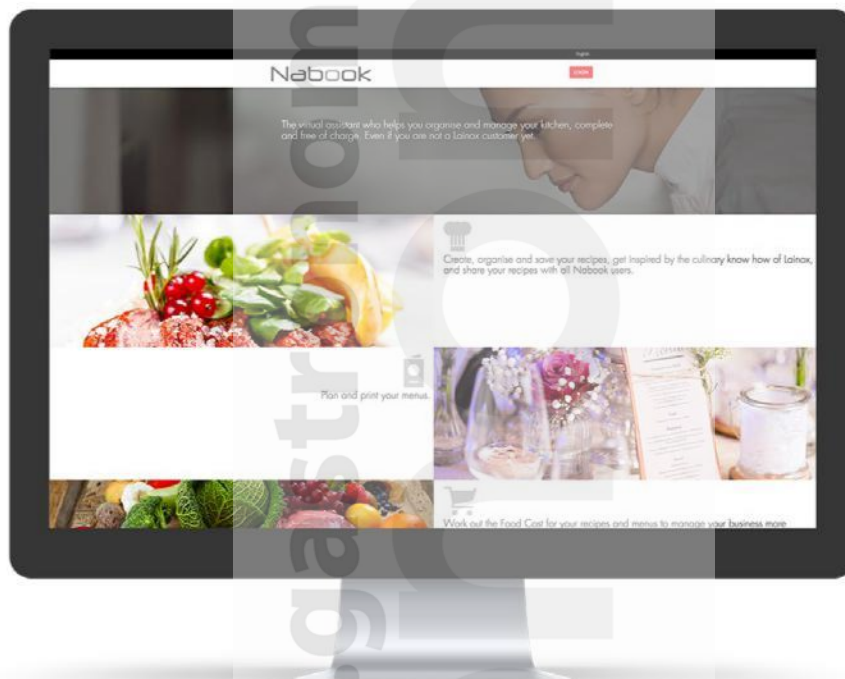 English
Nabook
LOGIN
The virtual assistant who helps you organise and manage your kitchen, complete
and free of charge. Even if you are not a Lainox customer yet.
Create, organise and save your recipes, get inspired by the culinary know how of Lainox,
and share your recipes with all Nabook users.
Plan and print your menus.
Work out the Food Cost for your recipes and menus to manage your business more